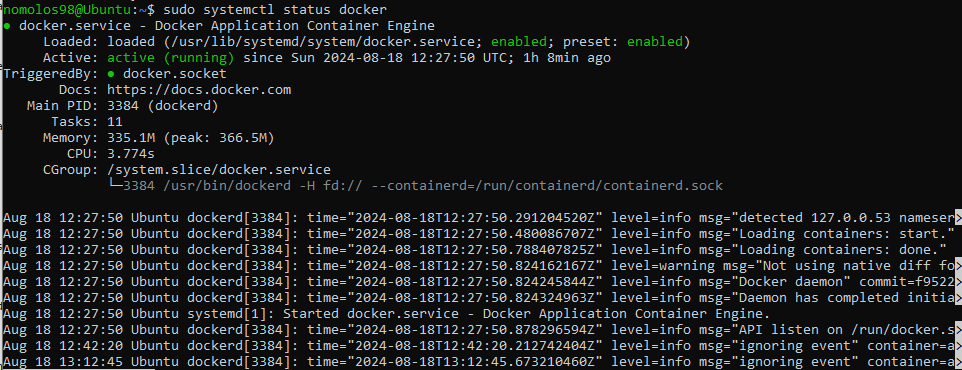 nomolos98@Ubuntu:~$ sudo systemctl status docker
● docker.service - Docker Application Container Engine
Loaded: loaded (/usr/lib/systemd/system/docker.service; enabled; preset: enabled)
Active: active (running) since Sun 2024-08-18 12:27:50 UTC; 1h 8min ago
TriggeredBy: ● docker.socket
Docs: https://docs.docker.com
Main PID: 3384 (dockerd)
Tasks: 11
Memory: 335.1M (peak: 366.5M)
CPU: 3.774s
CGroup: /system.slice/docker.service
└─3384 /usr/bin/dockerd -H fd:// --containerd=/run/containerd/containerd.sock
Aug 18 12:27:50 Ubuntu dockerd[3384]: time="2024-08-18T12:27:50.291204520Z" level=info msg="detected 127.0.0.53 nameser>
Aug 18 12:27:50 Ubuntu dockerd[3384]: time="2024-08-18T12:27:50.480086707Z" level=info msg="Loading containers: start."
Aug 18 12:27:50 Ubuntu dockerd[3384]: time="2024-08-18T12:27:50.788407825Z" level=info msg="Loading containers: done."
Aug 18 12:27:50 Ubuntu dockerd[3384]: time="2024-08-18T12:27:50.824162167Z" level=warning msg="Not using native diff fo>
Aug 18 12:27:50 Ubuntu dockerd[3384]: time="2024-08-18T12:27:50.824245844Z" level=info msg="Docker daemon" commit=f9522>
Aug 18 12:27:50 Ubuntu dockerd[3384]: time="2024-08-18T12:27:50.824324963Z" level=info msg="Daemon has completed initia>
Aug 18 12:27:50 Ubuntu systemd[1]: Started docker.service - Docker Application Container Engine.
Aug 18 12:27:50 Ubuntu dockerd[3384]: time="2024-08-18T12:27:50.878296594Z" level=info msg="API listen on /run/docker.s>
Aug 18 12:42:20 Ubuntu dockerd[3384]: time="2024-08-18T12:42:20.212742404Z" level=info msg="ignoring event" container=a>
Aug 18 13:12:45 Ubuntu dockerd[3384]: time="2024-08-18T13:12:45.673210460Z" level=info msg="ignoring event" container=a>